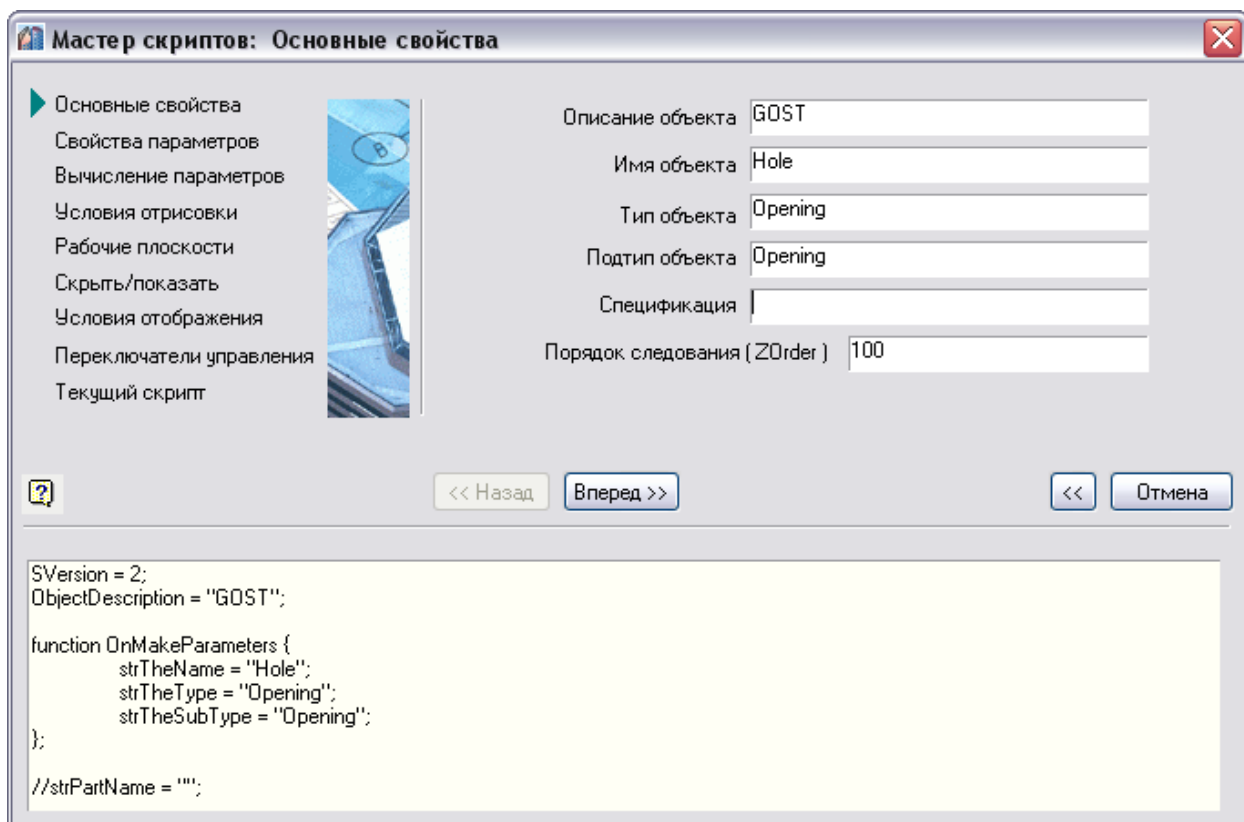 Мастер скриптов: Основные свойства
Основные свойства
Свойства параметров
Вычисление параметров
Условия отрисовки
Рабочие плоскости
Скрыть/показать
Условия отображения
Переключатели управления
Текущий скрипт
B
Описание объекта GOST
Имя объекта Hole
Тип объекта Opening
Подтип объекта Opening
Спецификация
Порядок следования ( ZOrder ) 100
?
<< Назад Вперед >> << Отмена
SVersion = 2;
ObjectDescription = "GOST";
function OnMakeParameters {
strTheName = "Hole";
strTheType = "Opening";
strTheSubType = "Opening";
};
//strPartName = "";